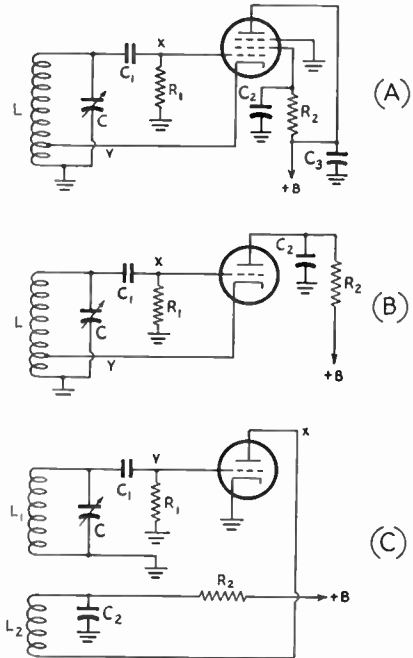 X
C₁
L
C
R₁
Y
C₂
R₂
C₃
+B
(A)
X
C₁
L
C
R₁
Y
C₂
R₂
+B
(B)
X
Y
C₁
L₁
C
R₁
(C)
R₂
+B
L₂
C₂